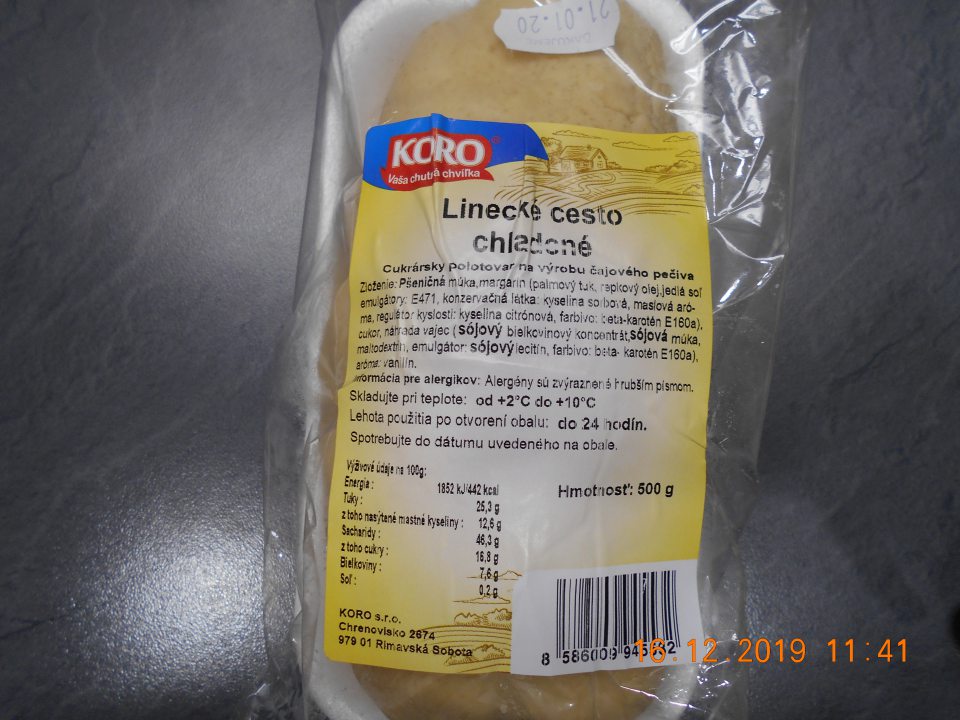 21.01.20
ĎAKUJEME
KORO
Vaša chutná chvíľka
Linecké cesto
chladené
Cukrársky polotovar na výrobu čajového pečiva
Zloženie: Pšeničná múka, margarín (palmový tuk, repkový olej, jedlá soľ
emulgátory: E471, konzervačná látka: kyselina sorbová, maslová aró-
ma, regulátor kyslosti: kyselina citrónová, farbivo: beta-karotén E160a),
cukor, náhrada vajec (sójový bielkovinový koncentrát, sójová múka,
maltodextrín, emulgátor: sójový lecitín, farbivo: beta- karotén E160a),
aróma: vanilín.
Informácia pre alergikov: Alergény sú zvýraznené hrubším písmom.
Skladujte pri teplote: od +2°C do +10°C
Lehota použitia po otvorení obalu: do 24 hodín.
Spotrebujte do dátumu uvedeného na obale.
Výživové údaje na 100g:
Energia : 1852 kJ/442 kcal
Tuky : 25,3 g
z toho nasýtené mastné kyseliny : 12,6 g
Sacharidy : 46,3 g
z toho cukry : 16,8 g
Bielkoviny : 7,6 g
Soľ : 0,2 g
Hmotnosť: 500 g
KORO s.r.o.
Chrenovisko 2674
979 01 Rimavská Sobota
8 586009
16.12.2019 11:41